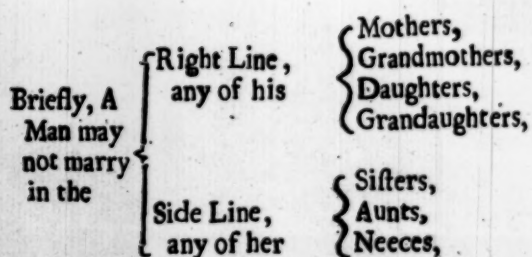 Briefly, A
Man may
not marry
in the
Right Line,
any of his
Mothers,
Grandmothers,
Daughters,
Grandaughters,
Side Line,
any of her
Siſters,
Aunts,
Neeces,